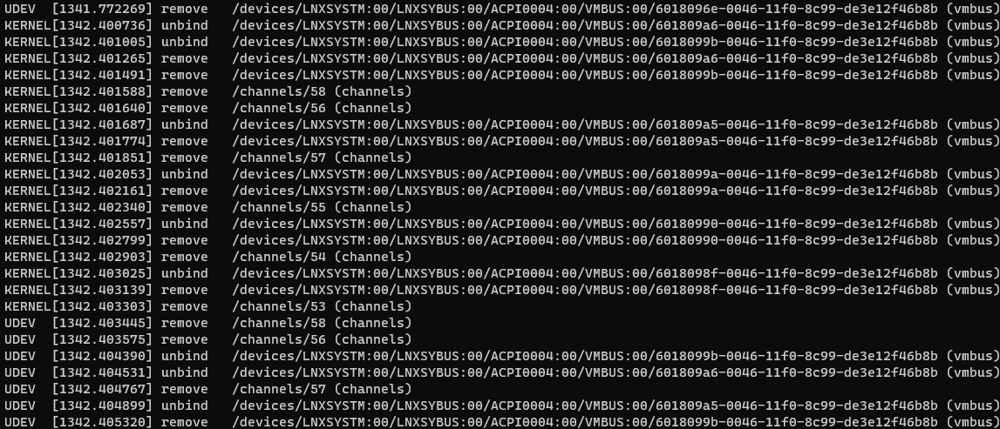 UDEV  [1341.772269] remove   /devices/LNXSYSTM:00/LNXSYBUS:00/ACPI0004:00/VMBUS:00/6018096e-0046-11f0-8c99-de3e12f46b8b (vmbus)
KERNEL[1342.400736] unbind   /devices/LNXSYSTM:00/LNXSYBUS:00/ACPI0004:00/VMBUS:00/601809a6-0046-11f0-8c99-de3e12f46b8b (vmbus)
KERNEL[1342.401005] unbind   /devices/LNXSYSTM:00/LNXSYBUS:00/ACPI0004:00/VMBUS:00/6018099b-0046-11f0-8c99-de3e12f46b8b (vmbus)
KERNEL[1342.401265] remove   /devices/LNXSYSTM:00/LNXSYBUS:00/ACPI0004:00/VMBUS:00/601809a6-0046-11f0-8c99-de3e12f46b8b (vmbus)
KERNEL[1342.401491] remove   /devices/LNXSYSTM:00/LNXSYBUS:00/ACPI0004:00/VMBUS:00/6018099b-0046-11f0-8c99-de3e12f46b8b (vmbus)
KERNEL[1342.401588] remove   /channels/58 (channels)
KERNEL[1342.401640] remove   /channels/56 (channels)
KERNEL[1342.401687] unbind   /devices/LNXSYSTM:00/LNXSYBUS:00/ACPI0004:00/VMBUS:00/601809a5-0046-11f0-8c99-de3e12f46b8b (vmbus)
KERNEL[1342.401774] remove   /devices/LNXSYSTM:00/LNXSYBUS:00/ACPI0004:00/VMBUS:00/601809a5-0046-11f0-8c99-de3e12f46b8b (vmbus)
KERNEL[1342.401851] remove   /channels/57 (channels)
KERNEL[1342.402053] unbind   /devices/LNXSYSTM:00/LNXSYBUS:00/ACPI0004:00/VMBUS:00/6018099a-0046-11f0-8c99-de3e12f46b8b (vmbus)
KERNEL[1342.402161] remove   /devices/LNXSYSTM:00/LNXSYBUS:00/ACPI0004:00/VMBUS:00/6018099a-0046-11f0-8c99-de3e12f46b8b (vmbus)
KERNEL[1342.402340] remove   /channels/55 (channels)
KERNEL[1342.402557] unbind   /devices/LNXSYSTM:00/LNXSYBUS:00/ACPI0004:00/VMBUS:00/60180990-0046-11f0-8c99-de3e12f46b8b (vmbus)
KERNEL[1342.402799] remove   /devices/LNXSYSTM:00/LNXSYBUS:00/ACPI0004:00/VMBUS:00/60180990-0046-11f0-8c99-de3e12f46b8b (vmbus)
KERNEL[1342.402903] remove   /channels/54 (channels)
KERNEL[1342.403025] unbind   /devices/LNXSYSTM:00/LNXSYBUS:00/ACPI0004:00/VMBUS:00/6018098f-0046-11f0-8c99-de3e12f46b8b (vmbus)
KERNEL[1342.403139] remove   /devices/LNXSYSTM:00/LNXSYBUS:00/ACPI0004:00/VMBUS:00/6018098f-0046-11f0-8c99-de3e12f46b8b (vmbus)
KERNEL[1342.403303] remove   /channels/53 (channels)
UDEV  [1342.403445] remove   /channels/58 (channels)
UDEV  [1342.403575] remove   /channels/56 (channels)
UDEV  [1342.404390] unbind   /devices/LNXSYSTM:00/LNXSYBUS:00/ACPI0004:00/VMBUS:00/6018099b-0046-11f0-8c99-de3e12f46b8b (vmbus)
UDEV  [1342.404531] unbind   /devices/LNXSYSTM:00/LNXSYBUS:00/ACPI0004:00/VMBUS:00/601809a6-0046-11f0-8c99-de3e12f46b8b (vmbus)
UDEV  [1342.404767] remove   /channels/57 (channels)
UDEV  [1342.404899] unbind   /devices/LNXSYSTM:00/LNXSYBUS:00/ACPI0004:00/VMBUS:00/601809a5-0046-11f0-8c99-de3e12f46b8b (vmbus)
UDEV  [1342.405320] remove   /devices/LNXSYSTM:00/LNXSYBUS:00/ACPI0004:00/VMBUS:00/6018099b-0046-11f0-8c99-de3e12f46b8b (vmbus)